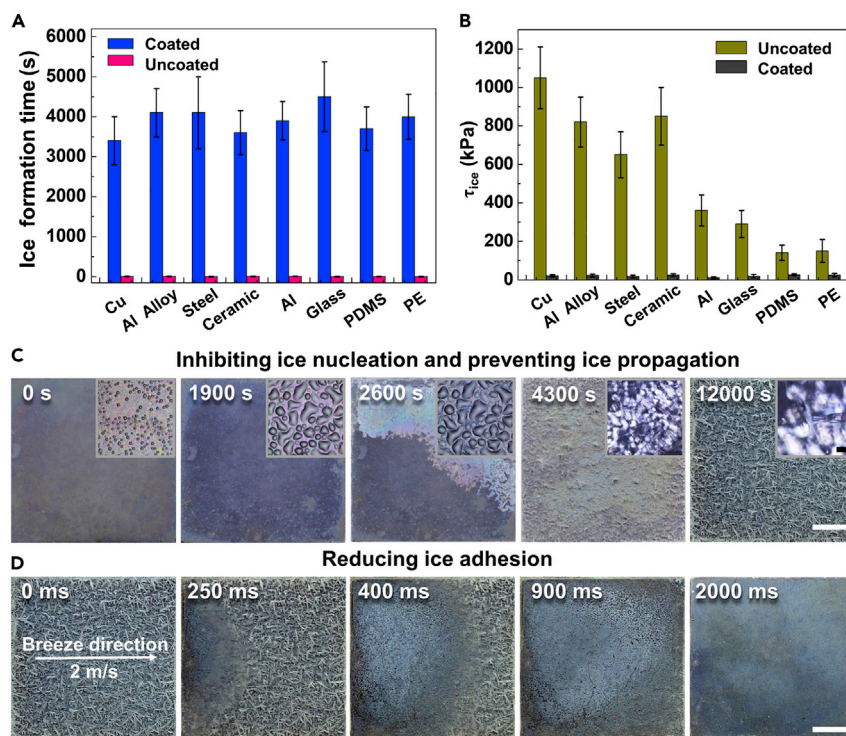 A
B
Ice formation time (s)
6000
5000
4000
3000
2000
1000
0
Coated
Uncoated
Cu
Al Alloy
Steel
Ceramic
Al
Glass
PDMS
PE
τice (kPa)
1200
1000
800
600
400
200
0
Uncoated
Coated
Cu
Al Alloy
Steel
Ceramic
Al
Glass
PDMS
PE
C
Inhibiting ice nucleation and preventing ice propagation
0 s
1900 s
2600 s
4300 s
12000 s
Reducing ice adhesion
D
0 ms
250 ms
400 ms
900 ms
2000 ms
Breeze direction
2 m/s